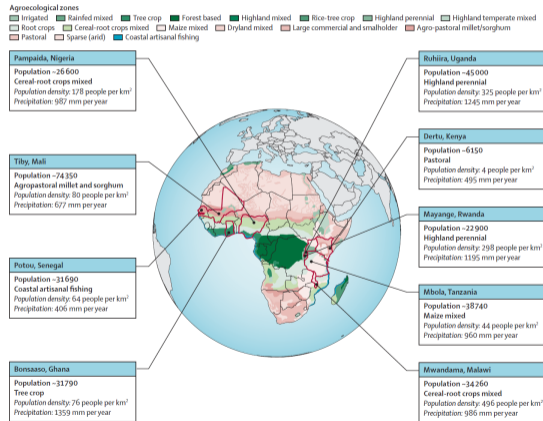 Agroecological zones
Irrigated Rainfed mixed Tree crop Forest based Highland mixed Rice-tree crop Highland perennial Highland temperate mixed
Root crops Cereal-root crops mixed Maize mixed Dryland mixed Large commercial and smallholder Agro-pastoral millet/sorghum
Pastoral Sparse (arid) Coastal artisanal fishing
Pampaida, Nigeria
Population ~26 600
Cereal-root crops mixed
Population density: 178 people per km²
Precipitation: 987 mm per year
Tiby, Mali
Population ~74 350
Agropastoral millet and sorghum
Population density: 80 people per km²
Precipitation: 677 mm per year
Potou, Senegal
Population ~31 690
Coastal artisanal fishing
Population density: 64 people per km²
Precipitation: 406 mm per year
Bonsaaso, Ghana
Population ~31 790
Tree crop
Population density: 76 people per km²
Precipitation: 1359 mm per year
Ruhiira, Uganda
Population ~45 000
Highland perennial
Population density: 325 people per km²
Precipitation: 1245 mm per year
Dertu, Kenya
Population ~6150
Pastoral
Population density: 4 people per km²
Precipitation: 495 mm per year
Mayange, Rwanda
Population ~22 900
Highland perennial
Population density: 298 people per km²
Precipitation: 1195 mm per year
Mbola, Tanzania
Population ~38 740
Maize mixed
Population density: 44 people per km²
Precipitation: 960 mm per year
Mwandama, Malawi
Population ~34 260
Cereal-root crops mixed
Population density: 496 people per km²
Precipitation: 986 mm per year